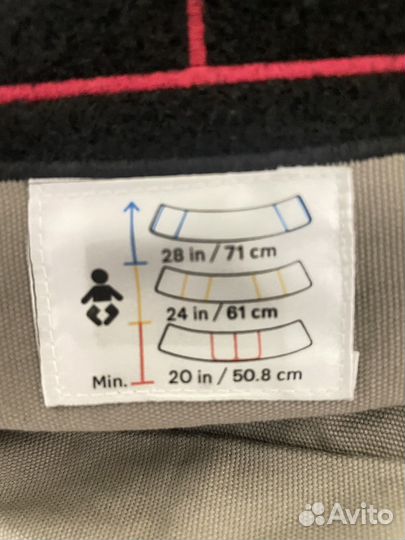 28 in / 71 cm
24 in / 61 cm
Min. 20 in / 50.8 cm
Avito